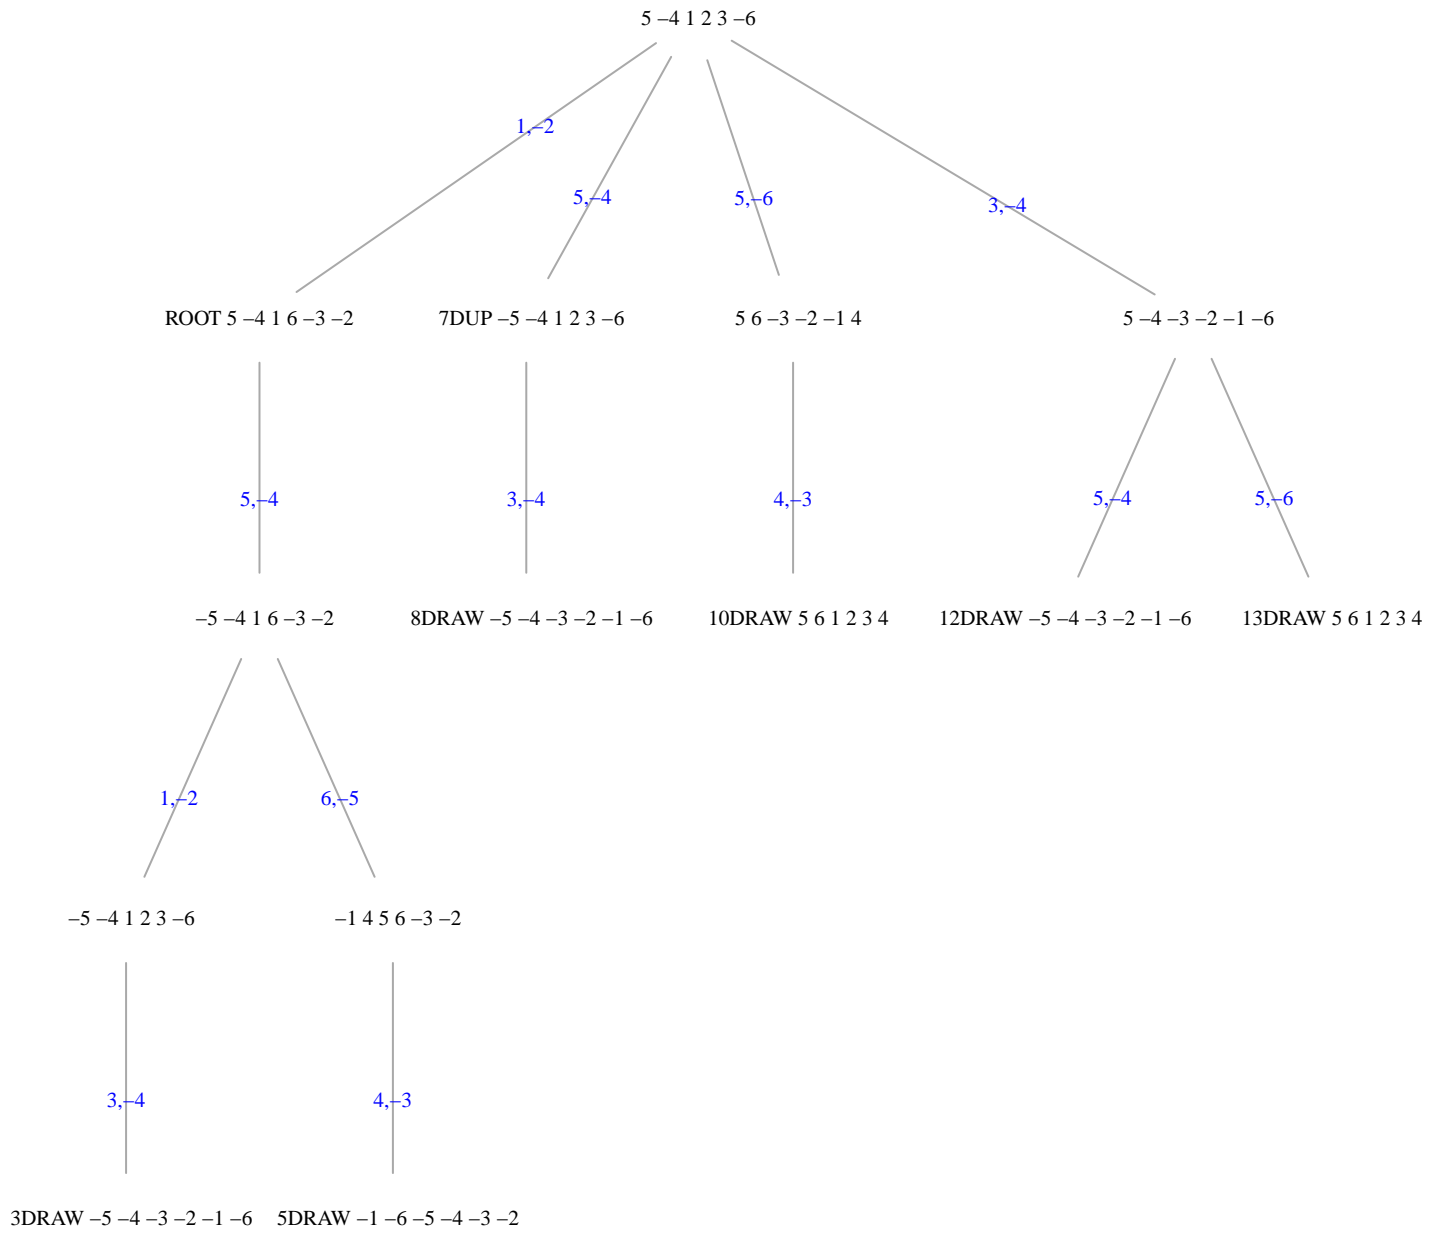 5 –4 1 2 3 –6
1,–2
5,–4
5,–6
3,–4
ROOT 5 –4 1 6 –3 –2
7DUP –5 –4 1 2 3 –6
5 6 –3 –2 –1 4
5 –4 –3 –2 –1 –6
5,–4
3,–4
4,–3
5,–4
5,–6
–5 –4 1 6 –3 –2
8DRAW –5 –4 –3 –2 –1 –6
10DRAW 5 6 1 2 3 4
12DRAW –5 –4 –3 –2 –1 –6
13DRAW 5 6 1 2 3 4
1,–2
6,–5
–5 –4 1 2 3 –6
–1 4 5 6 –3 –2
3,–4
4,–3
3DRAW –5 –4 –3 –2 –1 –6
5DRAW –1 –6 –5 –4 –3 –2